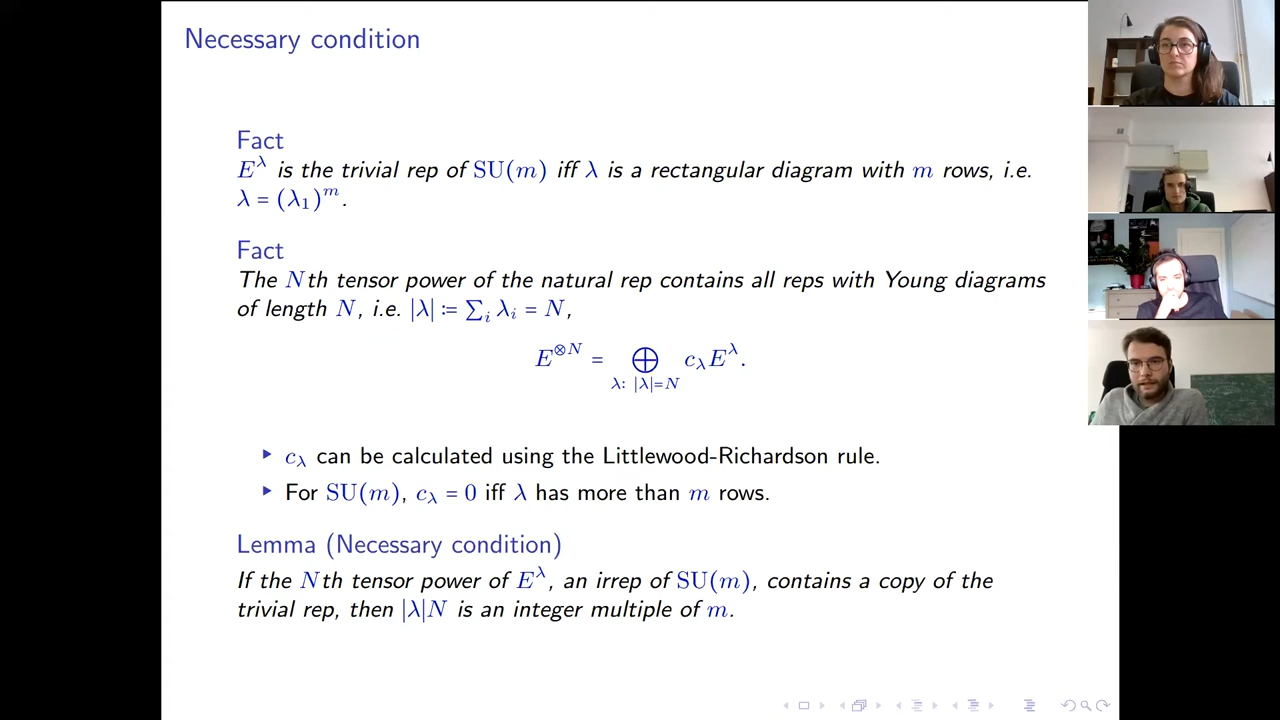 Necessary condition
Fact
E^λ is the trivial rep of SU(m) iff λ is a rectangular diagram with m rows, i.e.
λ = (λ₁)^m.
Fact
The Nth tensor power of the natural rep contains all reps with Young diagrams
of length N, i.e. |λ| := ∑_i λ_i = N,
E^{⊗N} = ⊕_{λ: |λ|=N} c_λ E^λ.
▶ c_λ can be calculated using the Littlewood-Richardson rule.
▶ For SU(m), c_λ = 0 iff λ has more than m rows.
Lemma (Necessary condition)
If the Nth tensor power of E^λ, an irrep of SU(m), contains a copy of the
trivial rep, then |λ|N is an integer multiple of m.